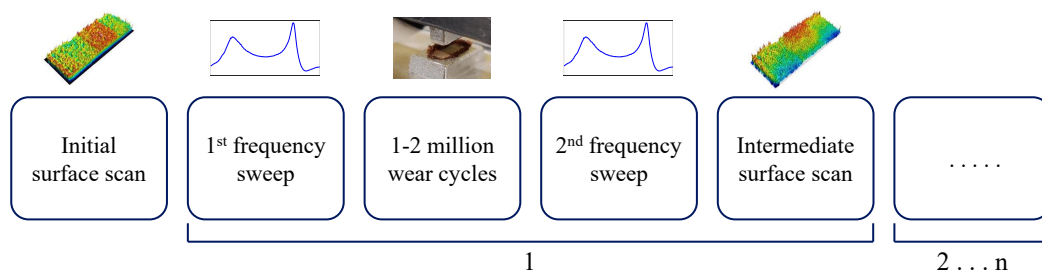 Initial
surface scan
1st frequency
sweep
1-2 million
wear cycles
2nd frequency
sweep
Intermediate
surface scan
. . . . .
1
2 . . . n